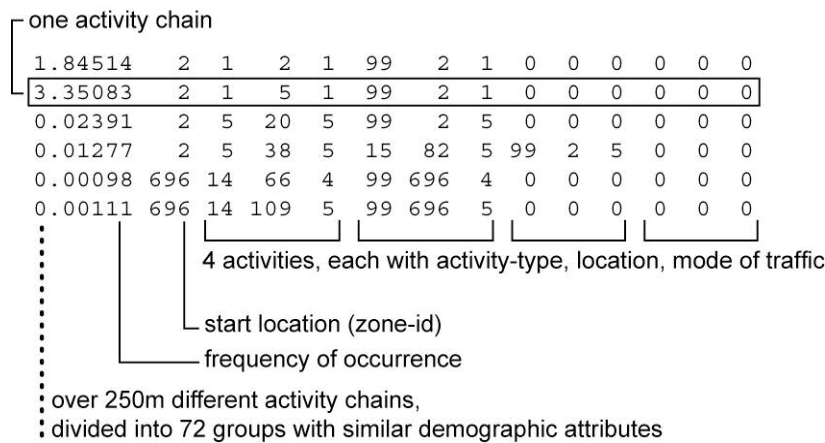 one activity chain
1.84514 2 1 2 1 99 2 1 0 0 0 0 0 0
3.35083 2 1 5 1 99 2 1 0 0 0 0 0 0
0.02391 2 5 20 5 99 2 5 0 0 0 0 0 0
0.01277 2 5 38 5 15 82 5 99 2 5 0 0 0
0.00098 696 14 66 4 99 696 4 0 0 0 0 0 0
0.00111 696 14 109 5 99 696 5 0 0 0 0 0 0
4 activities, each with activity-type, location, mode of traffic
start location (zone-id)
frequency of occurrence
over 250m different activity chains,
divided into 72 groups with similar demographic attributes